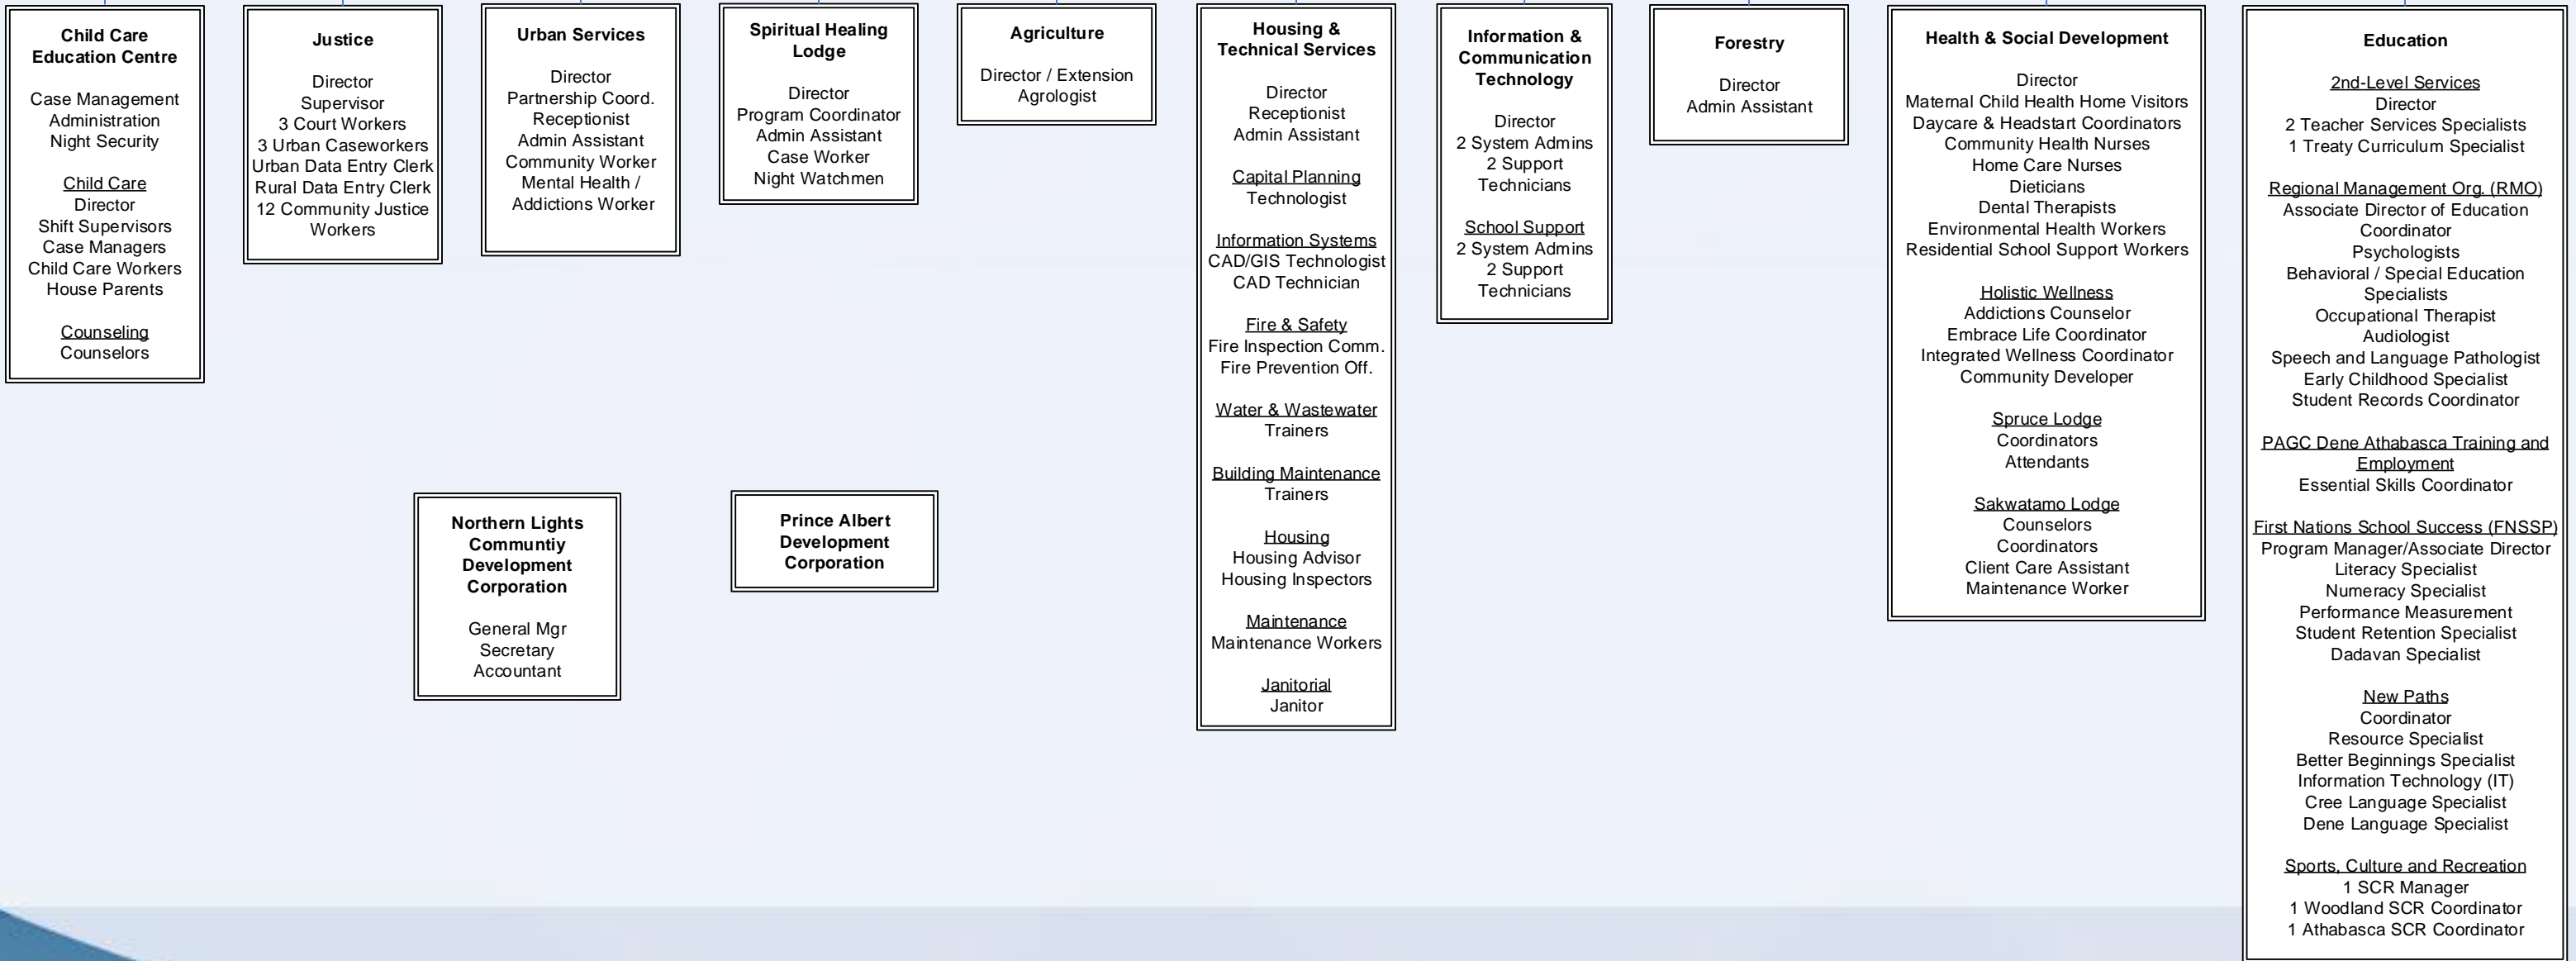 Child Care
Education Centre
Case Management
Administration
Night Security
Child Care
Director
Shift Supervisors
Case Managers
Child Care Workers
House Parents
Counseling
Counselors
Justice
Director
Supervisor
3 Court Workers
3 Urban Caseworkers
Urban Data Entry Clerk
Rural Data Entry Clerk
12 Community Justice
Workers
Urban Services
Director
Partnership Coord.
Receptionist
Admin Assistant
Community Worker
Mental Health /
Addictions Worker
Spiritual Healing
Lodge
Director
Program Coordinator
Admin Assistant
Case Worker
Night Watchmen
Agriculture
Director / Extension
Agrologist
Housing &
Technical Services
Director
Receptionist
Admin Assistant
Capital Planning
Technologist
Information Systems
CAD/GIS Technologist
CAD Technician
Fire & Safety
Fire Inspection Comm.
Fire Prevention Off.
Water & Wastewater
Trainers
Building Maintenance
Trainers
Housing
Housing Advisor
Housing Inspectors
Maintenance
Maintenance Workers
Janitorial
Janitor
Information &
Communication
Technology
Director
2 System Admins
2 Support
Technicians
School Support
2 System Admins
2 Support
Technicians
Forestry
Director
Admin Assistant
Health & Social Development
Director
Maternal Child Health Home Visitors
Daycare & Headstart Coordinators
Community Health Nurses
Home Care Nurses
Dieticians
Dental Therapists
Environmental Health Workers
Residential School Support Workers
Holistic Wellness
Addictions Counselor
Embrace Life Coordinator
Integrated Wellness Coordinator
Community Developer
Spruce Lodge
Coordinators
Attendants
Sakwatamo Lodge
Counselors
Coordinators
Client Care Assistant
Maintenance Worker
Education
2nd-Level Services
Director
2 Teacher Services Specialists
1 Treaty Curriculum Specialist
Regional Management Org. (RMO)
Associate Director of Education
Coordinator
Psychologists
Behavioral / Special Education
Specialists
Occupational Therapist
Audiologist
Speech and Language Pathologist
Early Childhood Specialist
Student Records Coordinator
PAGC Dene Athabasca Training and
Employment
Essential Skills Coordinator
First Nations School Success (FNSSP)
Program Manager/Associate Director
Literacy Specialist
Numeracy Specialist
Performance Measurement
Student Retention Specialist
Dadavan Specialist
New Paths
Coordinator
Resource Specialist
Better Beginnings Specialist
Information Technology (IT)
Cree Language Specialist
Dene Language Specialist
Sports, Culture and Recreation
1 SCR Manager
1 Woodland SCR Coordinator
1 Athabasca SCR Coordinator
Northern Lights
Communtiy
Development
Corporation
General Mgr
Secretary
Accountant
Prince Albert
Development
Corporation